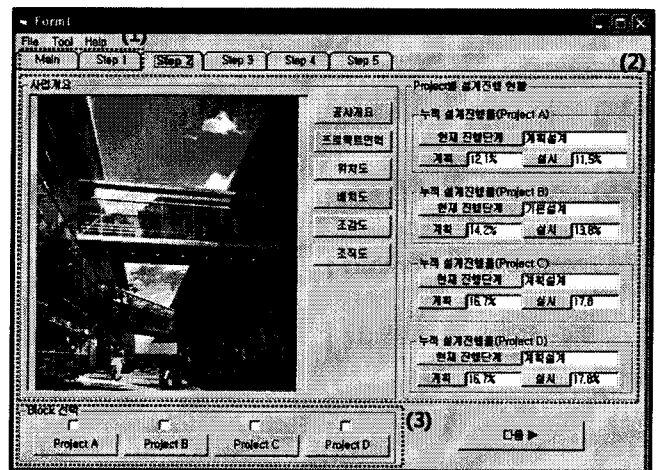 Form1
File Tool Help (1)
Main Step 1 Step 2 Step 3 Step 4 Step 5
(2)
사업개요
공사개요
프로젝트연혁
위치도
배치도
조감도
조직도
Project별 설계진행 현황
누적 설계진행률(Project A)
현재 진행단계 계획설계
계획 12,1% 실시 11,5%
누적 설계진행률(Project B)
현재 진행단계 기본설계
계획 14,2% 실시 13,8%
누적 설계진행률(Project C)
현재 진행단계 계획설계
계획 16,7% 실시 17,8
누적 설계진행률(Project D)
현재 진행단계 계획설계
계획 16,7% 실시 17,8%
Block 선택
(3)
Project A Project B Project C Project D
다음 ▶